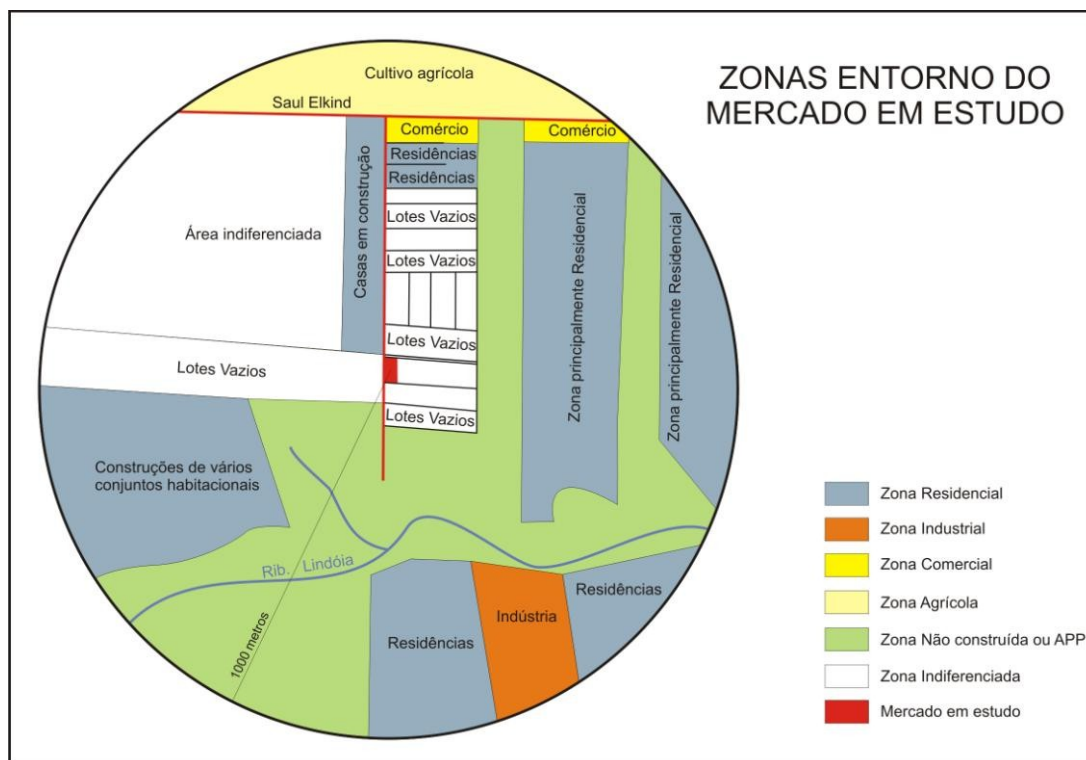 ZONAS ENTORNO DO
MERCADO EM ESTUDO
Cultivo agrícola
Saul Elkind
Comércio
Comércio
Residências
Residências
Casas em construção
Área indiferenciada
Lotes Vazios
Lotes Vazios
Lotes Vazios
Lotes Vazios
Lotes Vazios
Zona principalmente Residencial
Zona principalmente Residencial
Construções de vários
conjuntos habitacionais
Rib. Lindóia
1000 metros
Residências
Indústria
Residências
Zona Residencial
Zona Industrial
Zona Comercial
Zona Agrícola
Zona Não construída ou APP
Zona Indiferenciada
Mercado em estudo